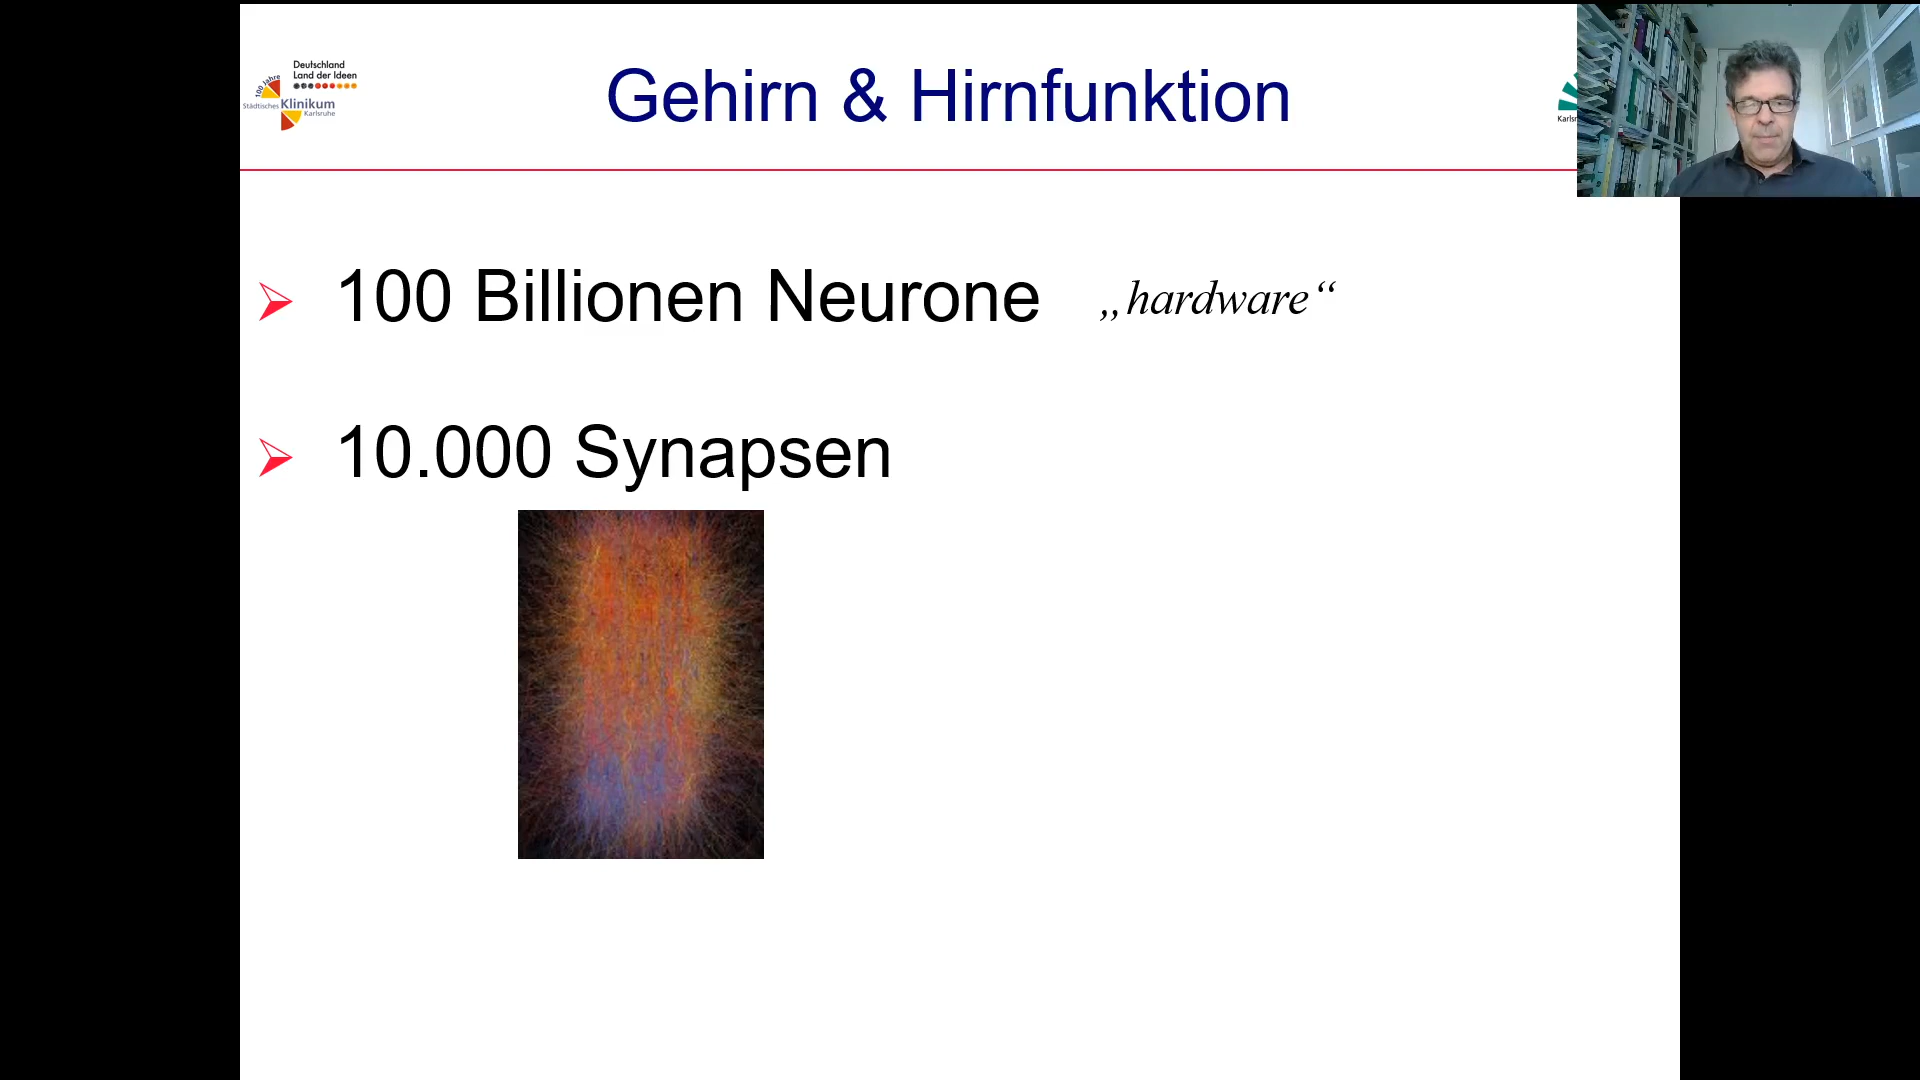 Deutschland
Land der Ideen
100 Jahre
Städtisches Klinikum
Karlsruhe
Gehirn & Hirnfunktion
100 Billionen Neurone „hardware“
10.000 Synapsen